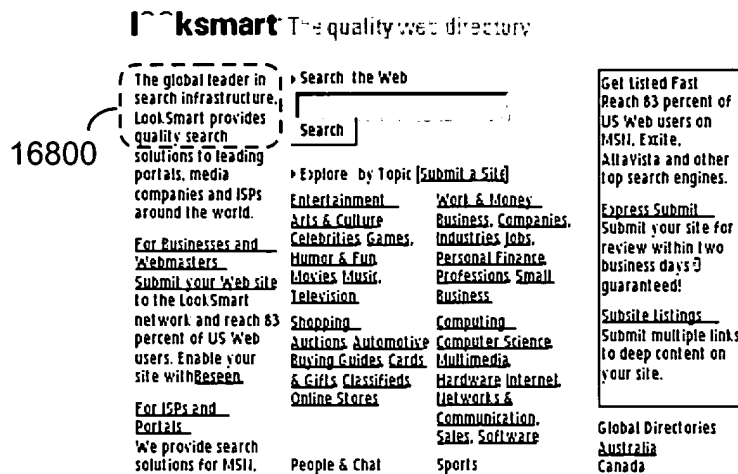 l  ksmart The quality web directory
16800
The global leader in
search infrastructure,
LookSmart provides
quality search
solutions to leading
portals, media
companies and ISPs
around the world.
For Businesses and
Webmasters
Submit your Web site
to the LookSmart
network and reach 83
percent of US Web
users. Enable your
site withBeseen
For ISPs and
Portals
We provide search
solutions for MSN,
Search the Web
Search
Explore by Topic [Submit a Site]
Entertainment
Arts & Culture
Celebrities, Games,
Humor & Fun
Movies, Music,
Television
Shopping
Auctions, Automotive
Buying Guides, Cards
& Gifts, Classifieds
Online Stores
People & Chat
Work & Money
Business, Companies,
Industries, Jobs,
Personal Finance
Professions, Small
Business
Computing
Computer Science
Multimedia,
Hardware, Internet,
Networks &
Communication,
Sales, Software
Sports
Get Listed Fast
Reach 83 percent of
US Web users on
MSN, Excite,
AltaVista and other
top search engines.
Express Submit
Submit your site for
review within two
business days
guaranteed!
Subsite Listings
Submit multiple links
to deep content on
your site.
Global Directories
Australia
Canada